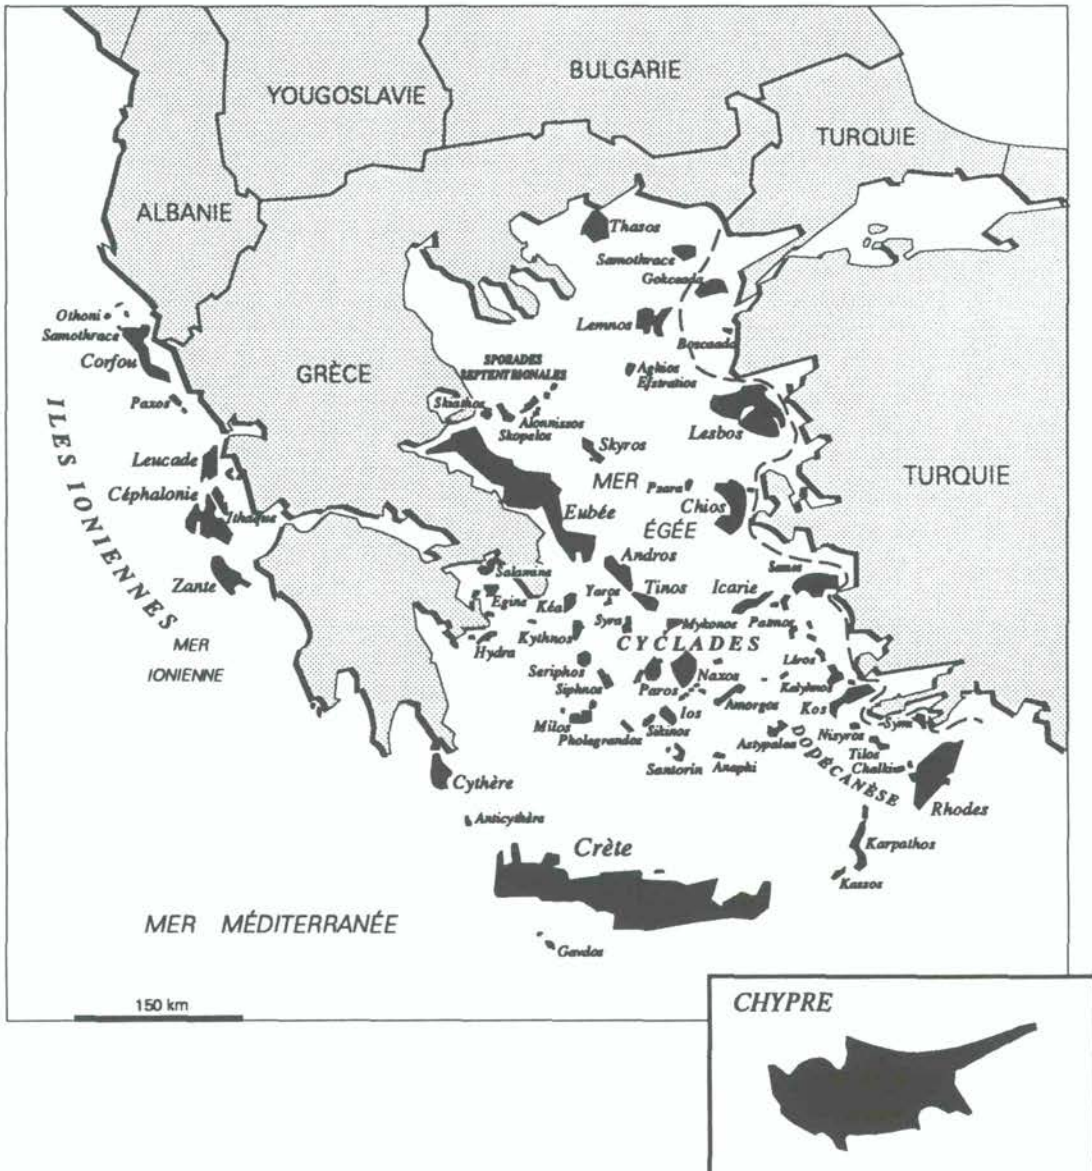 BULGARIE
YOUGOSLAVIE
TURQUIE
ALBANIE
Thasos
Samothrace
Gokceada
Othoni
Samothrace
Corfou
Lemnos
Boscaada
GRÈCE
SPORADES
SEPTENTRIONALES
Aghios
Efstratios
Paxos
Skiathos
Alonnissos
Skopelos
Lesbos
ILES IONIENNES
Leucade
Skyros
TURQUIE
MER
ÉGÉE
Psara
Chios
Céphalonie
Ithaque
Eubée
Andros
Salamine
Samos
Zante
Egine
Kéa
Yaros
Tinos
Icarie
Syra
Mykonos
Patmos
Kythnos
Hydra
CYCLADES
MER
IONIENNE
Seriphos
Siphnos
Paros
Naxos
Léros
Kalyhnos
Amorgos
Kos
Milos
Pholegrandos
Sikinos
Ios
Astypalea
Nisyros
Symi
DODÉCANÈSE
Tilos
Chalki
Santorin
Anaphi
Cythère
Rhodes
Anticythère
Crète
Karpathos
Kassos
MER MÉDITERRANÉE
Gavdos
150 km
CHYPRE